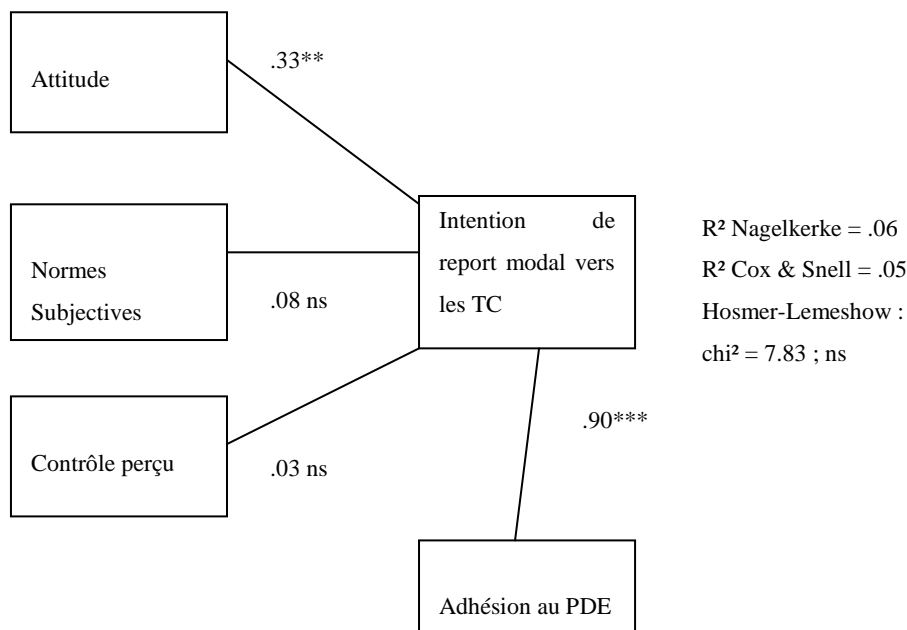 Attitude
.33**
Normes
Subjectives
.08 ns
Contrôle perçu
.03 ns
Intention de
report modal vers
les TC
R² Nagelkerke = .06
R² Cox & Snell = .05
Hosmer-Lemeshow :
chi² = 7.83 ; ns
.90***
Adhésion au PDE